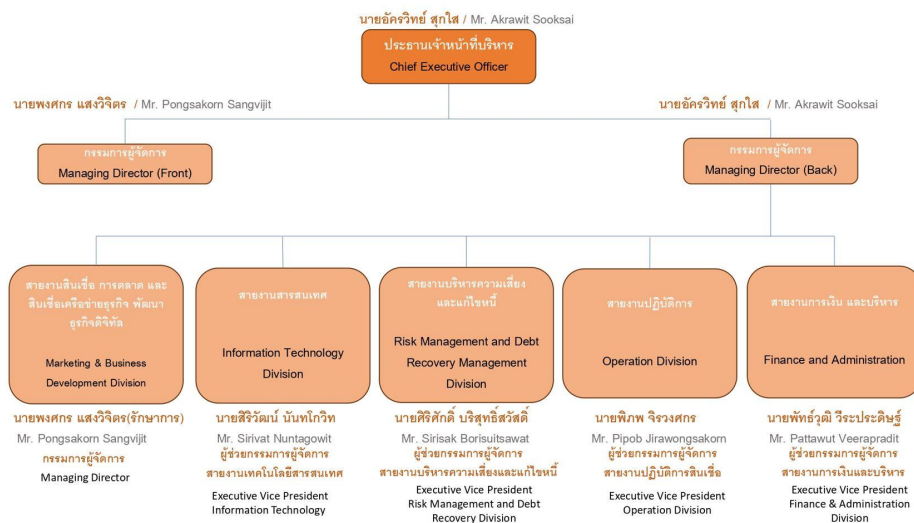 นายอัครวิทย์ สุกใส / Mr. Akrawit Sooksai
ประธานเจ้าหน้าที่บริหาร
Chief Executive Officer
นายพงศกร แสงวิจิตร / Mr. Pongsakorn Sangvijit
นายอัครวิทย์ สุกใส / Mr. Akrawit Sooksai
กรรมการผู้จัดการ
Managing Director (Front)
กรรมการผู้จัดการ
Managing Director (Back)
สายงานสินเชื่อ การตลาด และ
สินเชื่อเครือข่ายธุรกิจ พัฒนา
ธุรกิจดิจิทัล
Marketing & Business
Development Division
สายงานสารสนเทศ
Information Technology
Division
สายงานบริหารความเสี่ยง
และแก้ไขหนี้
Risk Management and Debt
Recovery Management
Division
สายงานปฏิบัติการ
Operation Division
สายงานการเงิน และบริหาร
Finance and Administration
นายพงศกร แสงวิจิตร(รักษาการ)
Mr. Pongsakorn Sangvijit
กรรมการผู้จัดการ
Managing Director
นายสิริวัฒน์ นันทโกวิท
Mr. Sirivat Nuntagowit
ผู้ช่วยกรรมการผู้จัดการ
สายงานเทคโนโลยีสารสนเทศ
Executive Vice President
Information Technology
นายศิริศักดิ์ บริสุทธิ์สวัสดิ์
Mr. Sirisak Borisuitsawat
ผู้ช่วยกรรมการผู้จัดการ
สายงานบริหารความเสี่ยงและแก้ไขหนี้
Executive Vice President
Risk Management and Debt
Recovery Division
นายพิภพ จิรวงศกร
Mr. Pipob Jirawongsakorn
ผู้ช่วยกรรมการผู้จัดการ
สายงานปฏิบัติการสินเชื่อ
Executive Vice President
Operation Division
นายพัทธ์วุฒิ วีระประดิษฐ์
Mr. Pattawut Veerapradit
ผู้ช่วยกรรมการผู้จัดการ
สายงานการเงินและบริหาร
Executive Vice President
Finance & Administration
Division